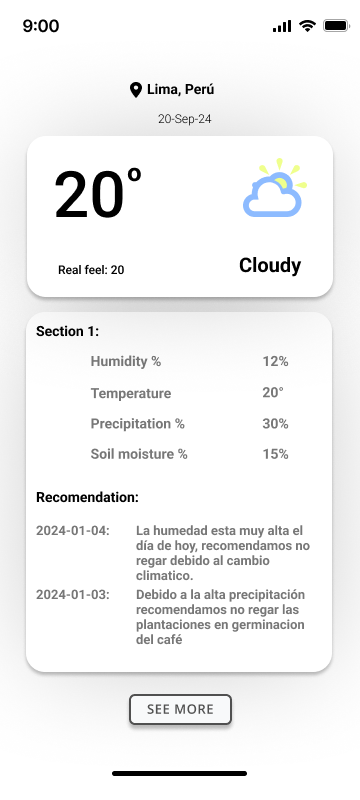 9:00
Lima, Perú
20-Sep-24
20°
Real feel: 20
Cloudy
Section 1:
Humidity % 12%
Temperature 20°
Precipitation % 30%
Soil moisture % 15%
Recomendation:
2024-01-04: La humedad esta muy alta el
día de hoy, recomendamos no
regar debido al cambio
climatico.
2024-01-03: Debido a la alta precipitación
recomendamos no regar las
plantaciones en germinacion
del café
SEE MORE